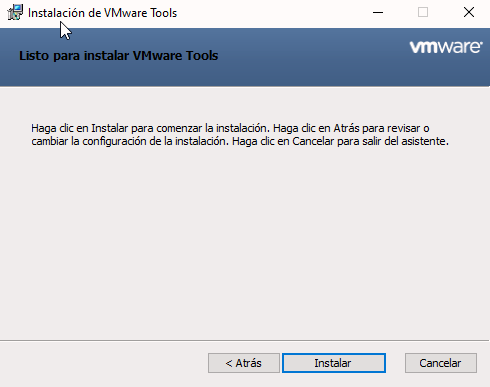 Instalación de VMware Tools
Listo para instalar VMware Tools
vmware
Haga clic en Instalar para comenzar la instalación. Haga clic en Atrás para revisar o
cambiar la configuración de la instalación. Haga clic en Cancelar para salir del asistente.
< Atrás
Instalar
Cancelar